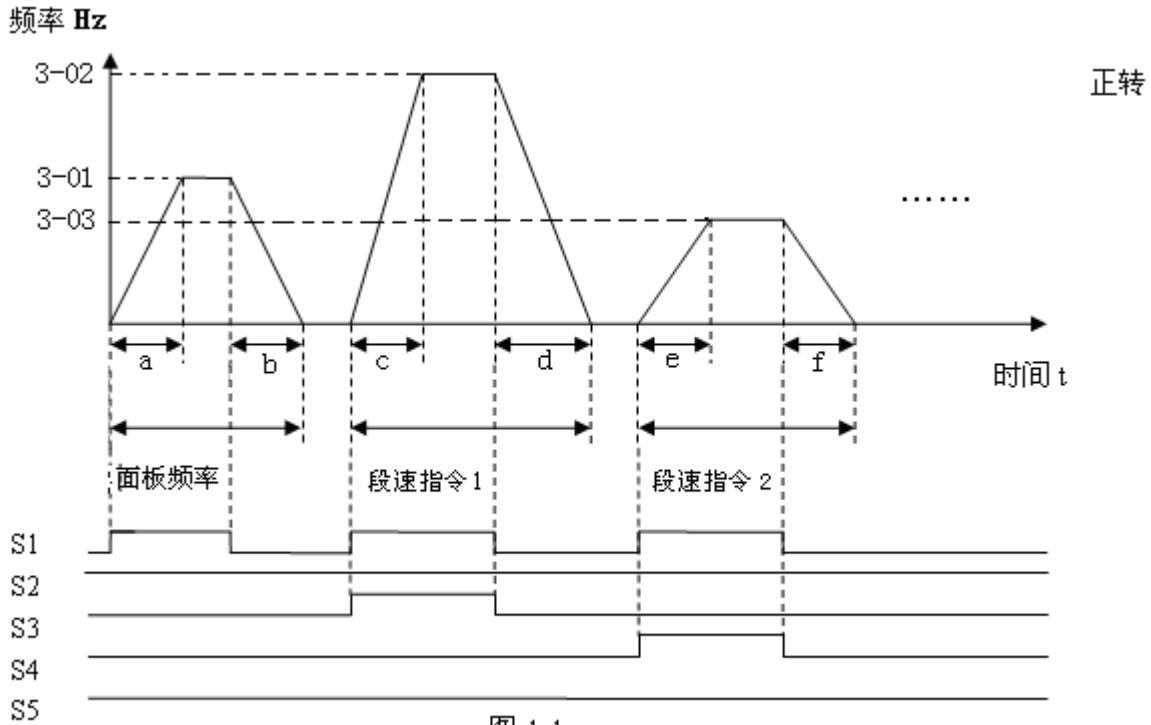 频率 Hz
3-02
正转
3-01
3-03
......
a
b
c
d
e
f
时间 t
面板频率
段速指令 1
段速指令 2
S1
S2
S3
S4
S5